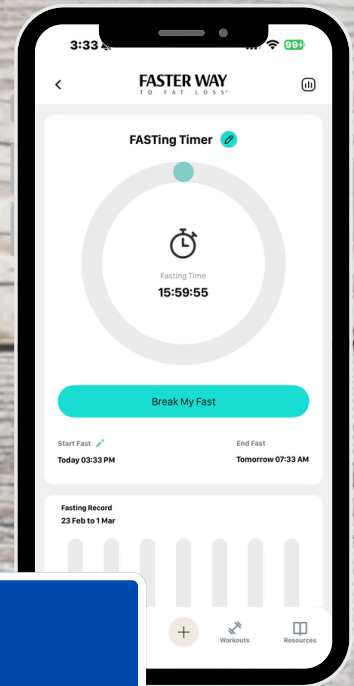 3:33
99
FASTER WAY
TO FAT LOSS®
FASTing Timer
Fasting Time
15:59:55
Break My Fast
Start Fast
End Fast
Today 03:33 PM
Tomorrow 07:33 AM
Fasting Record
23 Feb to 1 Mar
+
Workouts
Resources